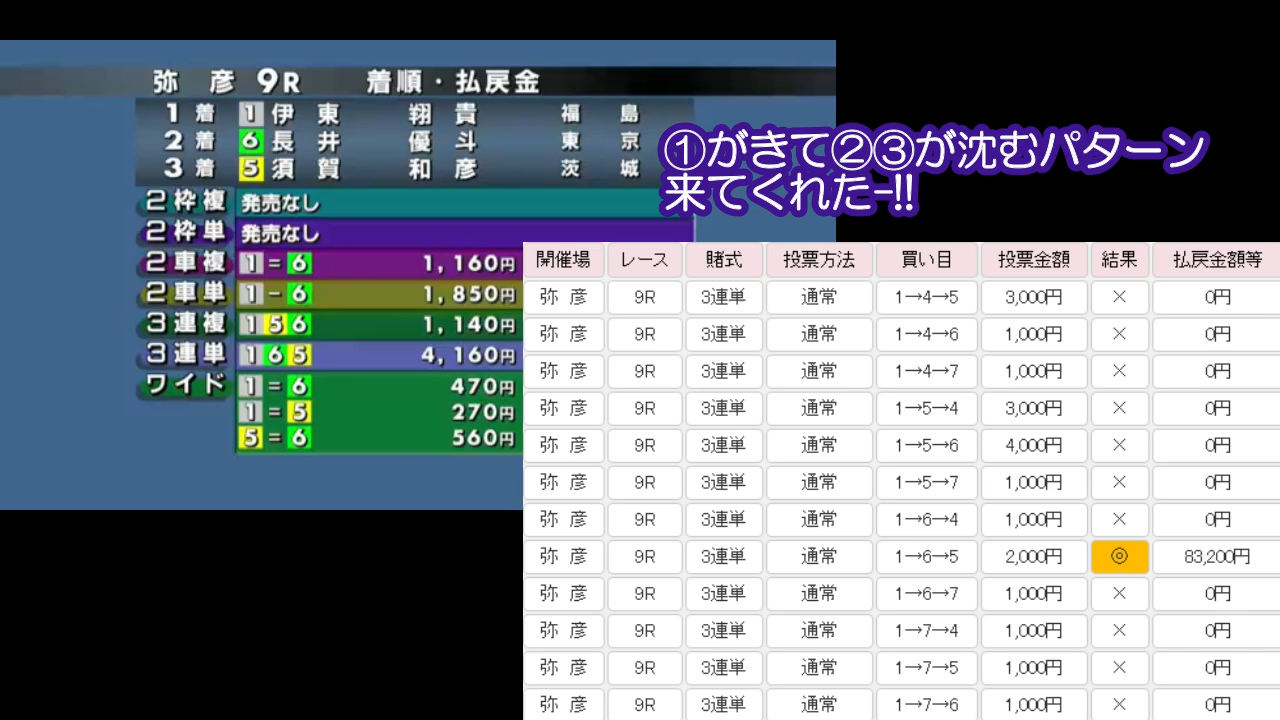 弥 彦 9R 着順・払戻金
1 着 1 伊 東 翔 貴 福 島
2 着 6 長 井 優 斗 東 京
3 着 5 須 賀 和 彦 茨 城
2枠複 発売なし
2枠単 発売なし
2車複 1=6 1,160円
2車単 1-6 1,850円
3連複 1 5 6 1,140円
3連単 1 6 5 4,160円
ワイド 1=6 470円
1=5 270円
5=6 560円
①がきて②③が沈むパターン
来てくれたー!!
開催場 レース 賭式 投票方法 買い目 投票金額 結果 払戻金額等
弥 彦 9R 3連単 通常 1→4→5 3,000円 × 0円
弥 彦 9R 3連単 通常 1→4→6 1,000円 × 0円
弥 彦 9R 3連単 通常 1→4→7 1,000円 × 0円
弥 彦 9R 3連単 通常 1→5→4 3,000円 × 0円
弥 彦 9R 3連単 通常 1→5→6 4,000円 × 0円
弥 彦 9R 3連単 通常 1→5→7 1,000円 × 0円
弥 彦 9R 3連単 通常 1→6→4 1,000円 × 0円
弥 彦 9R 3連単 通常 1→6→5 2,000円 ◎ 83,200円
弥 彦 9R 3連単 通常 1→6→7 1,000円 × 0円
弥 彦 9R 3連単 通常 1→7→4 1,000円 × 0円
弥 彦 9R 3連単 通常 1→7→5 1,000円 × 0円
弥 彦 9R 3連単 通常 1→7→6 1,000円 × 0円